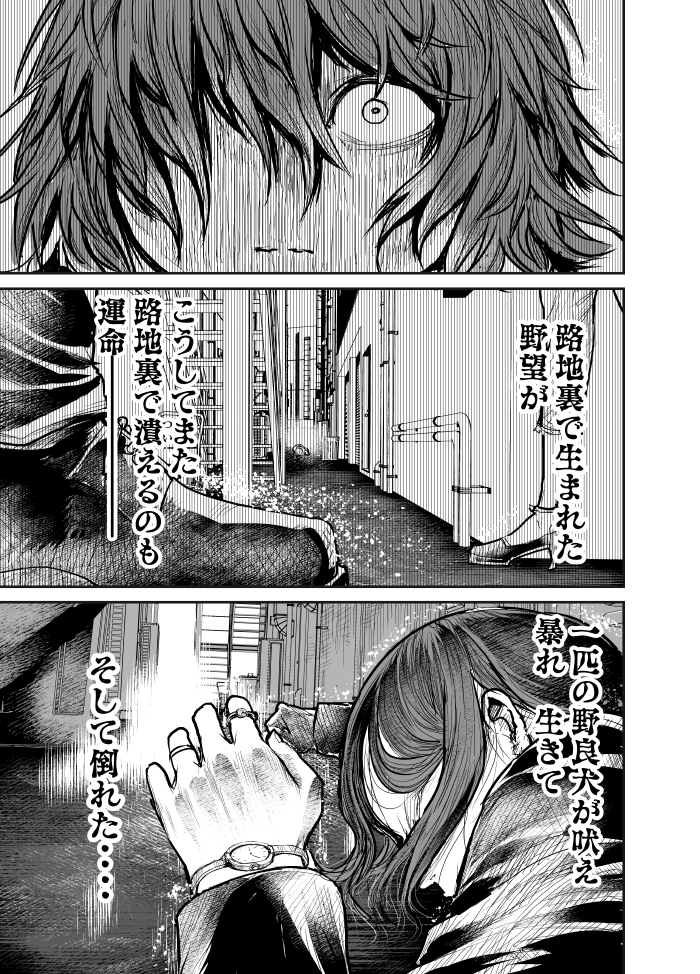 路地裏で生まれた
野望が
こうしてまた
路地裏で潰えるのも
つい
運命――
一匹の野良犬が吠え
暴れ 生きて
そして倒れた‥‥